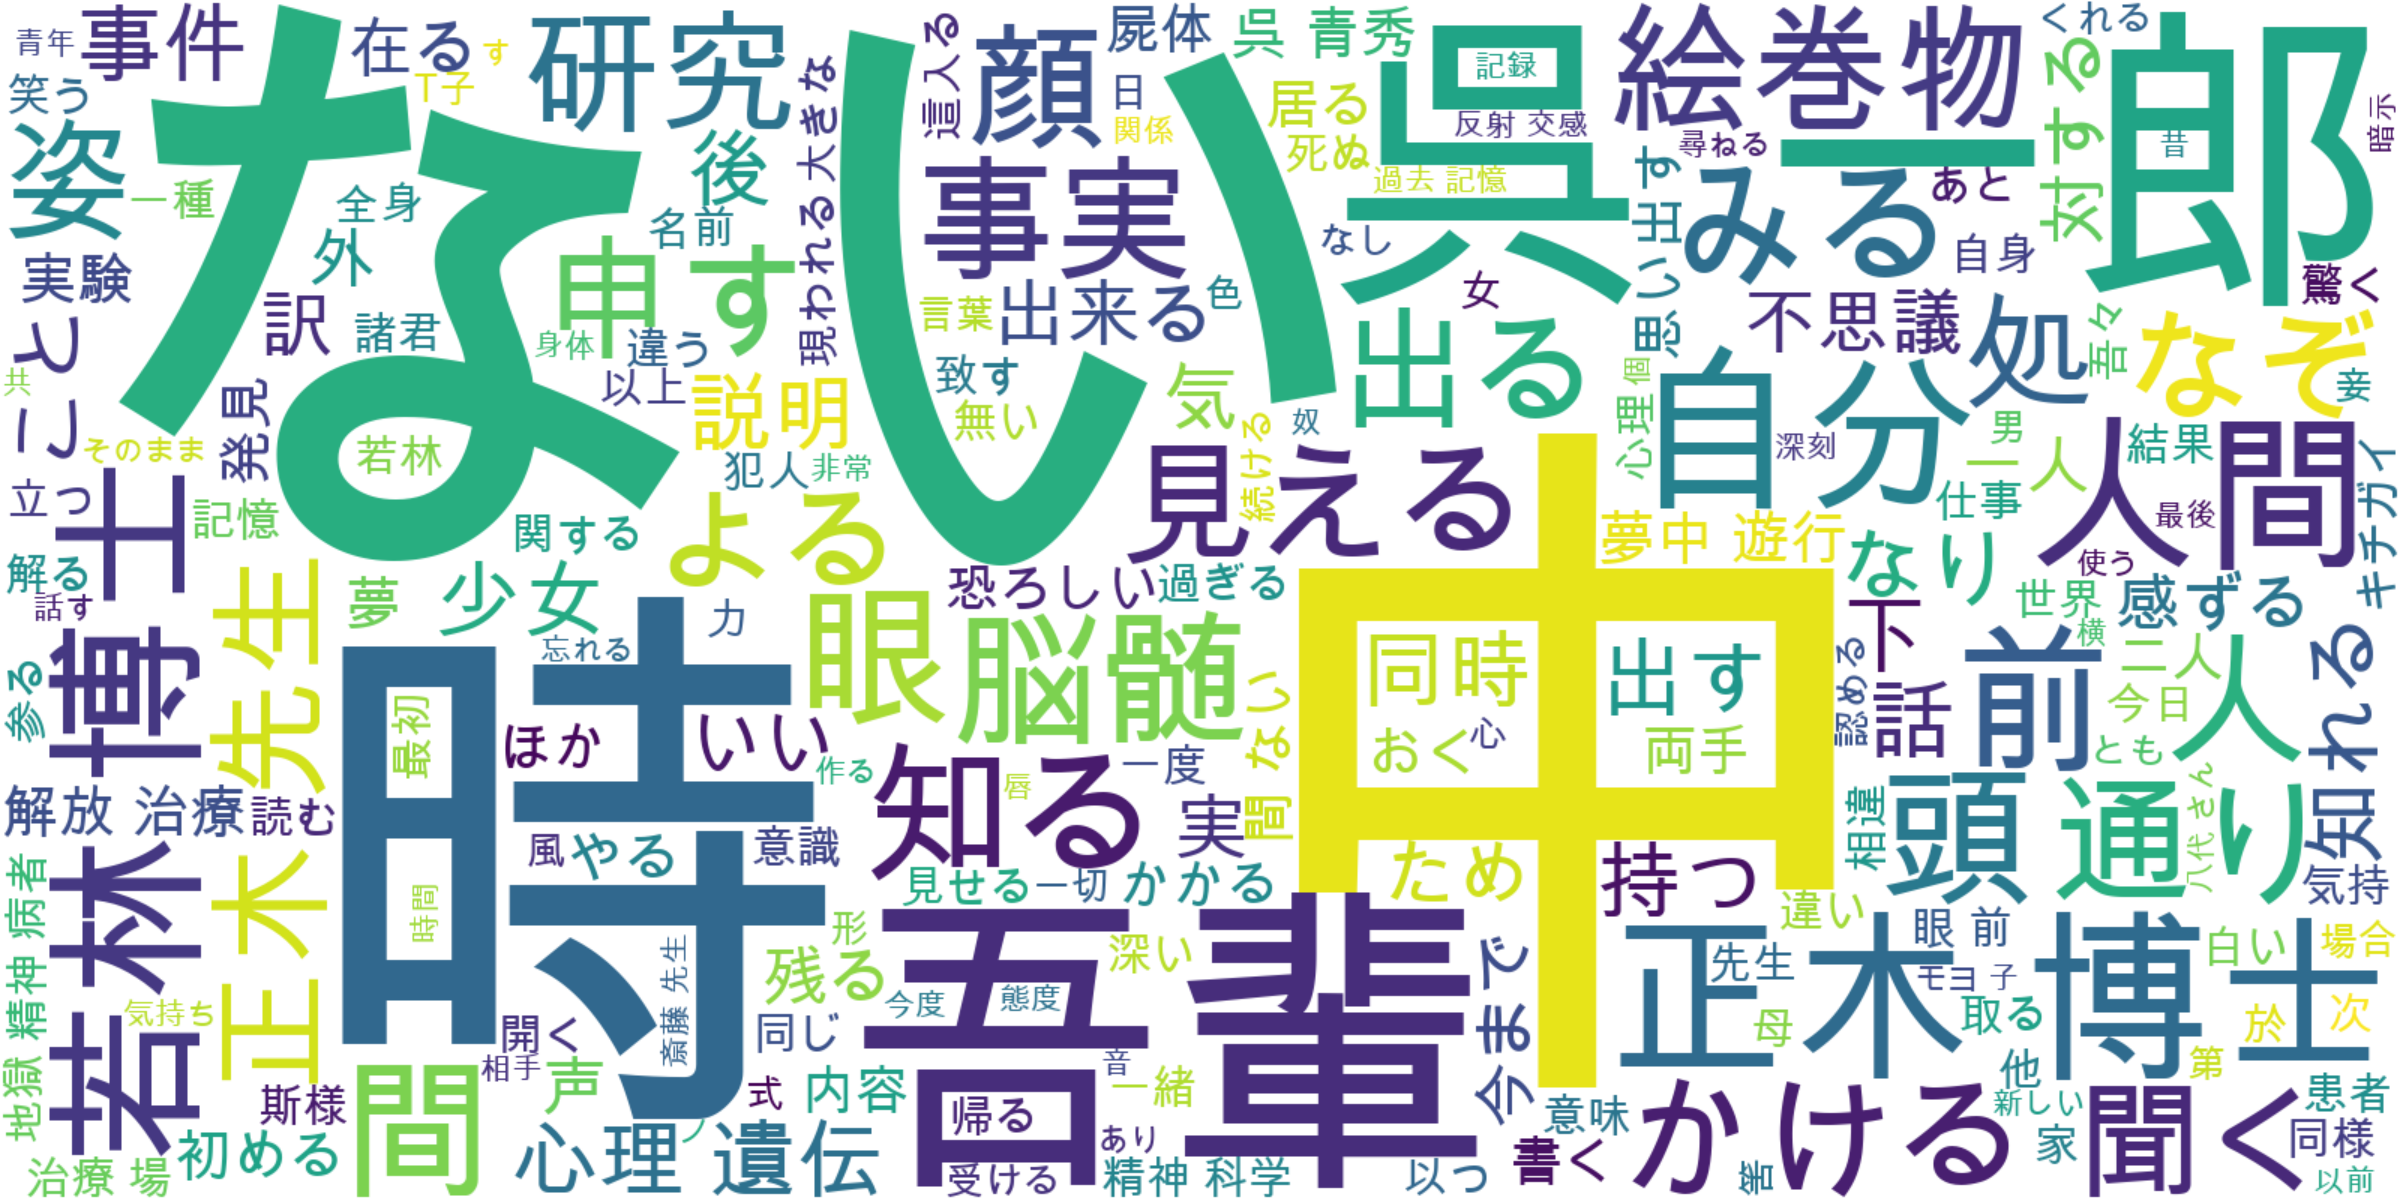 青年
事件
在る
す
T子
研究
笑う
姿
一種
全身
外
名前
後
実験
訳
諸君
申す
身体
違う
以上
こと
共
発見
そのまま
若林
説明
犯人
非常
ない
現われる 大きな
這入る
顔
屍体
日
関係
事実
言葉
出来る
色
致す
無い
気
呉 青秀
居る
死ぬ
呉 一郎
記録
反射 交感
過去 記憶
なし
女
出る
奴
絵巻物
くれる
尋ねる
みる
あと
思い出す
対する
自身
不思議
処
昔
暗示
驚く
吾々
なぞ
妾
自分
心理
個
深刻
男
一人
結果
仕事
人間
最後
キチガイ
使う
立つ
博士
若林
記憶
解る
話す
関する
夢
少女
よる
見える
続ける
恐ろしい
過ぎる
夢中 遊行
なり
世界
横
感ずる
参る
正木 先生
時
最初
時間
忘れる
力
ほか
いい
作る
眼
脳髄
唇
一度
知る
実
間 ない
中
同時
おく
心
出す
両手
認める
下
話
前
二人
今日
とも
人
知れる
解放 治療
読む
風
やる
意識
見せる
一切
かかる
ため
持つ
違い
相違
頭
通り
八代 さん
気持
地獄
精神 病者
気持ち
斎藤 先生
残る
形
深い
今度
態度
吾輩
今まで
正木 博士
先生
眼 前
モヨ 子
白い
場合
母
取る
於
次
第
他
開く
相手
声
同じ
音
式
内容
一緒
帰る
斯様
間
初める
治療 場
心理 遺伝
ノ
受ける
あり
精神 科学
以つ
意味
書く
かける
筈
新しい
家
聞く
患者
同様
以前